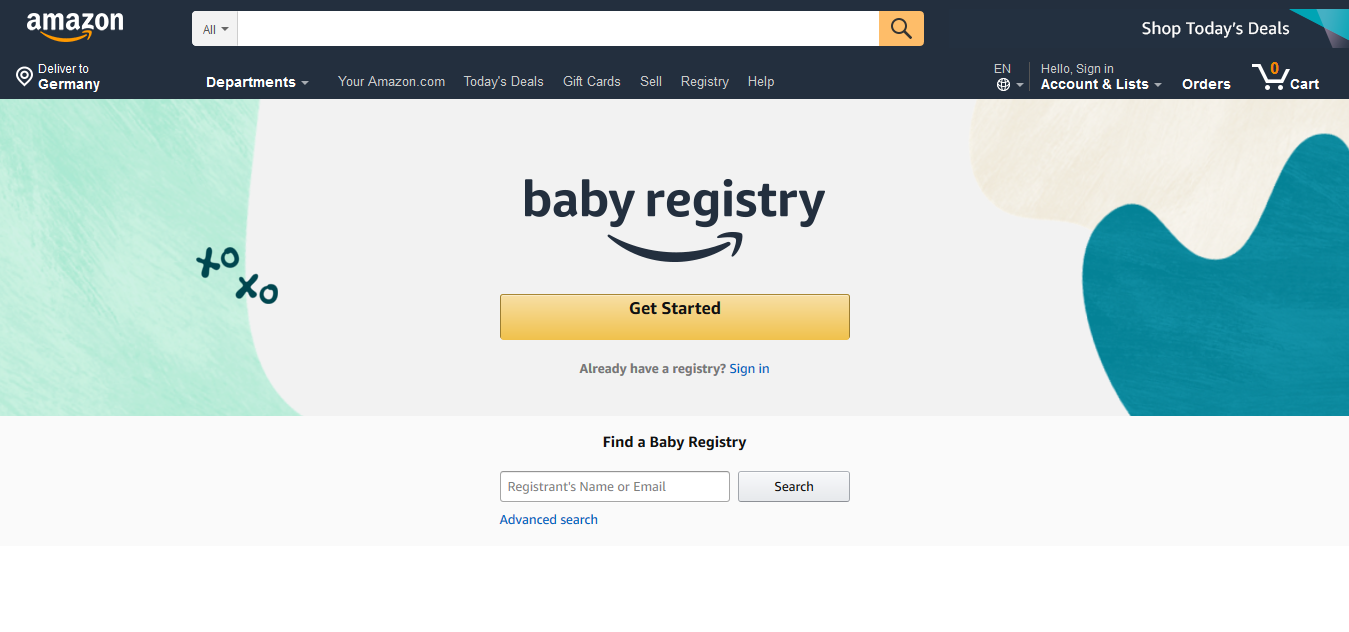 amazon
All
Shop Today's Deals
Deliver to
Germany
Departments
Your Amazon.com
Today's Deals
Gift Cards
Sell
Registry
Help
EN
Hello, Sign in
Account & Lists
Orders
0
Cart
xo
xo
baby registry
Get Started
Already have a registry? Sign in
Find a Baby Registry
Registrant's Name or Email
Search
Advanced search